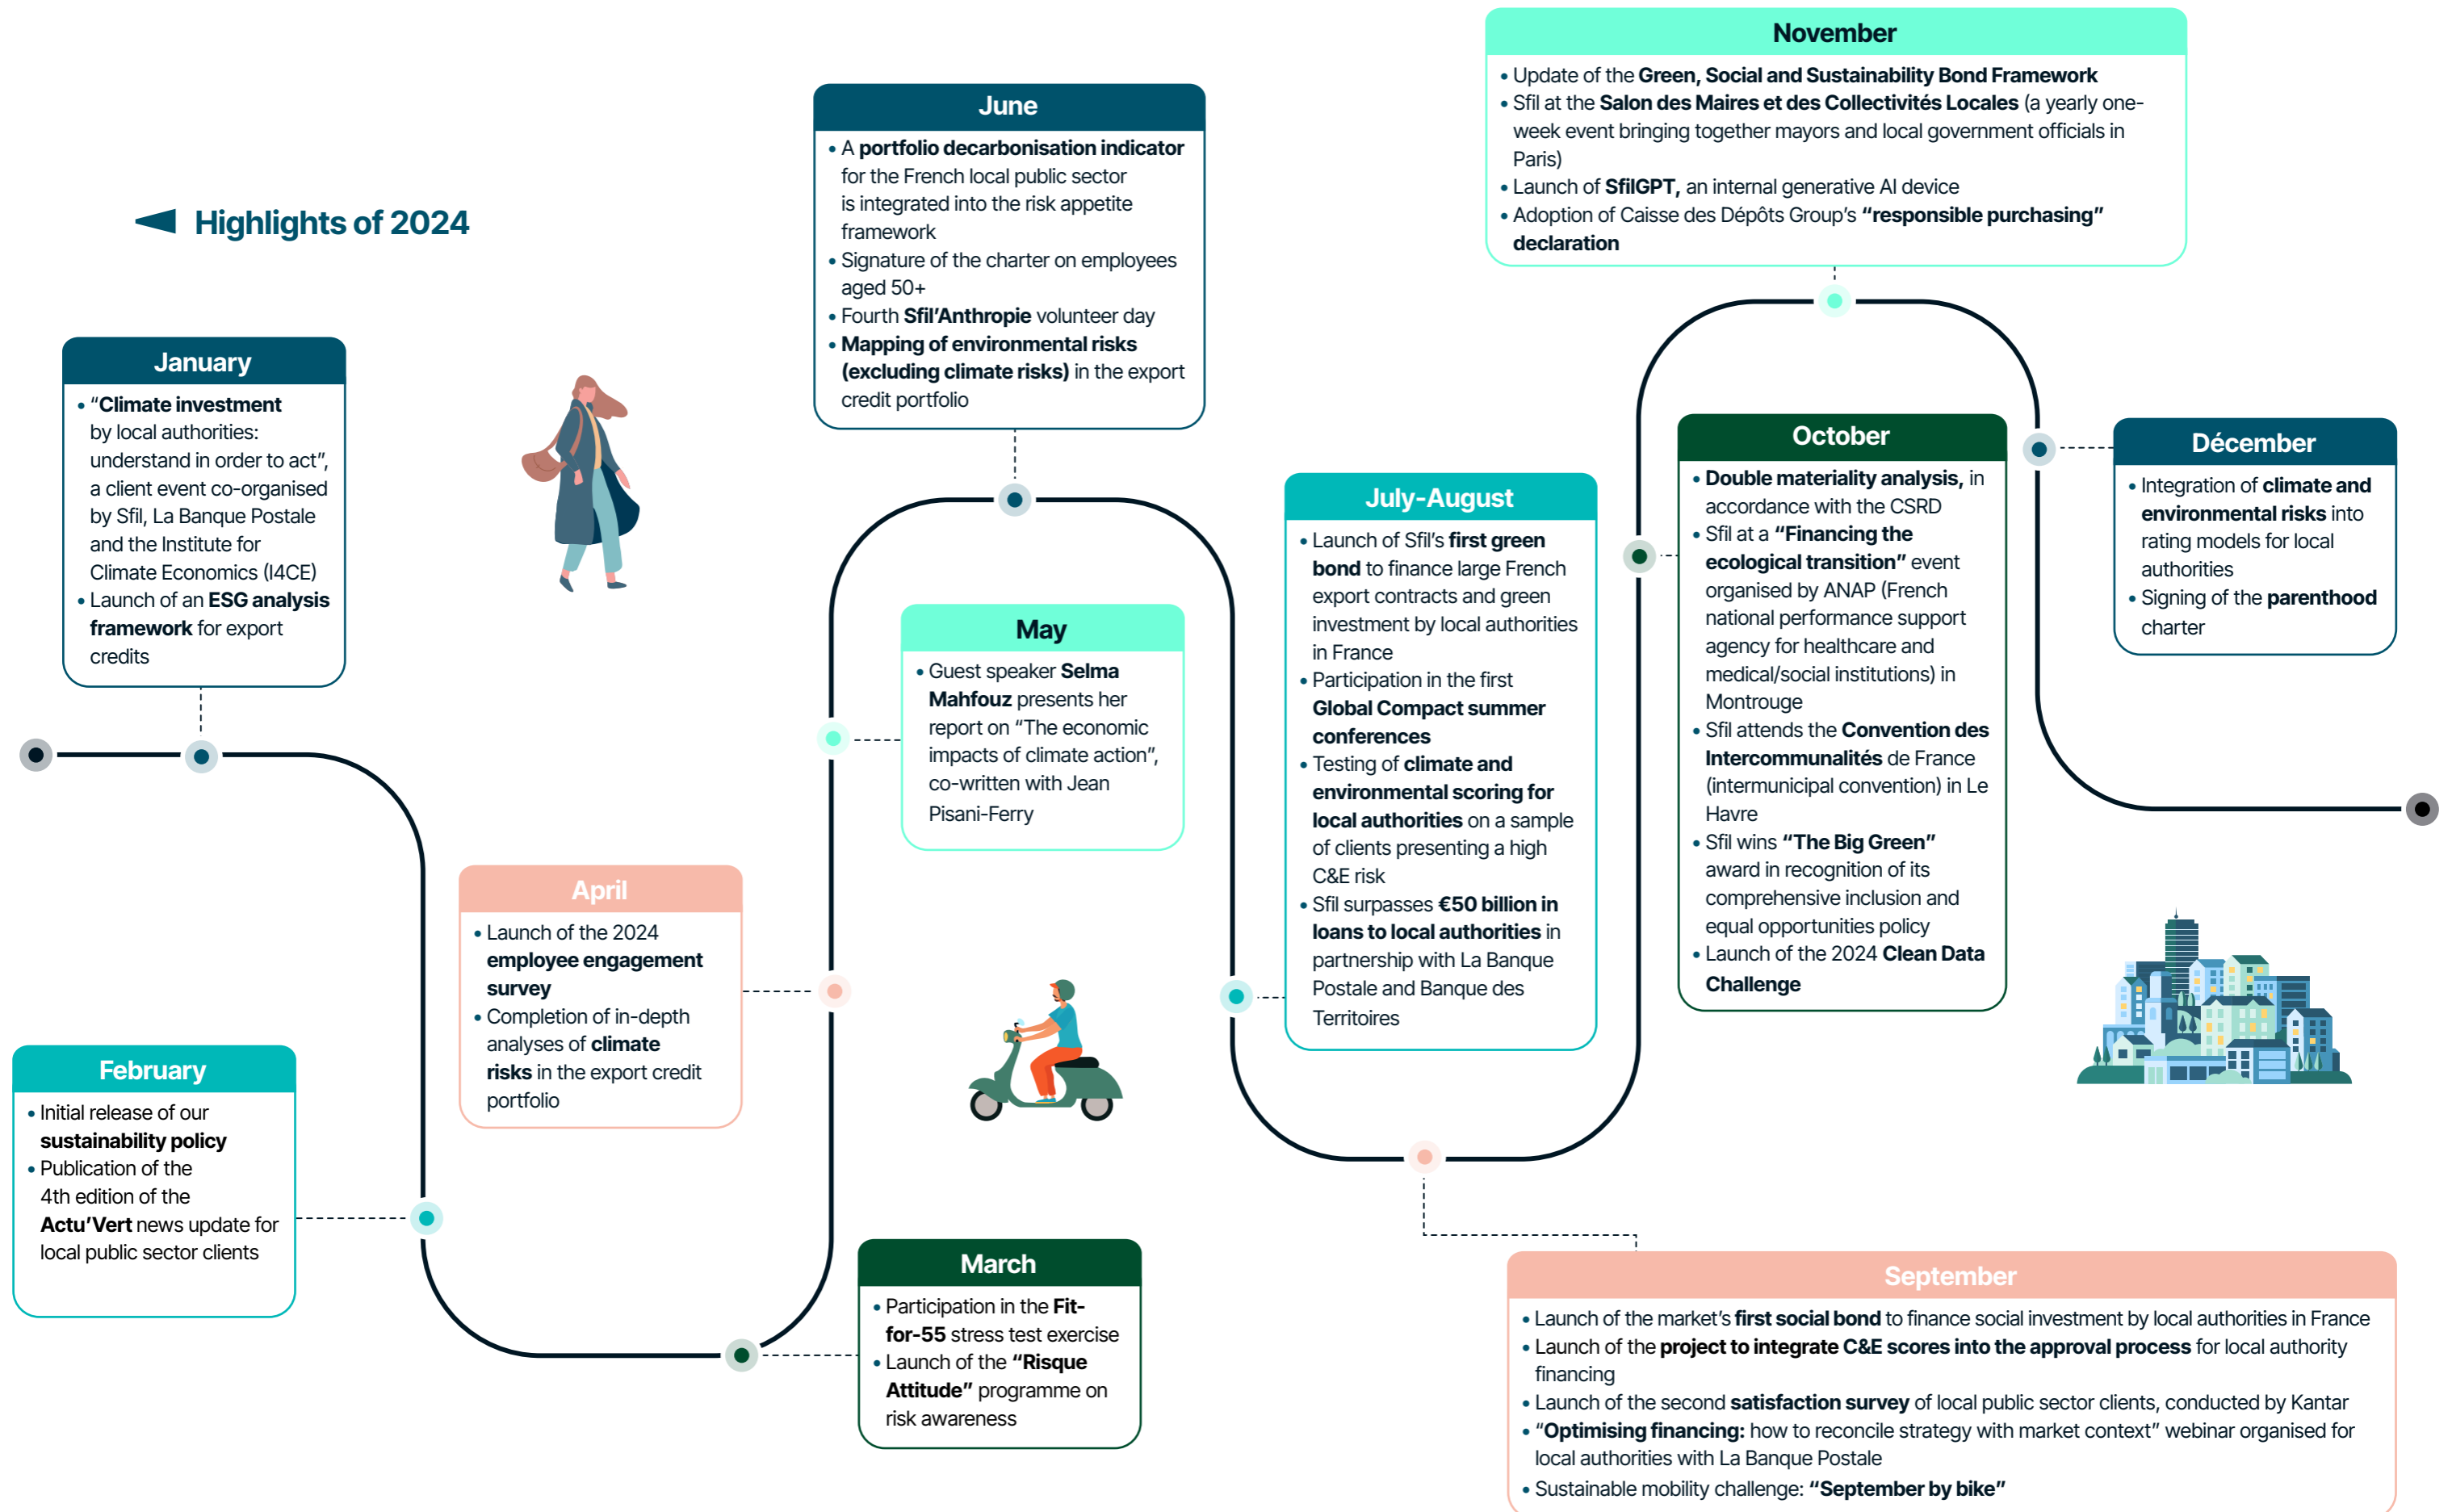 Highlights of 2024
January
• “Climate investment
by local authorities:
understand in order to act”,
a client event co-organised
by Sfil, La Banque Postale
and the Institute for
Climate Economics (I4CE)
• Launch of an ESG analysis
framework for export
credits
February
• Initial release of our
sustainability policy
• Publication of the
4th edition of the
Actu’Vert news update for
local public sector clients
March
• Participation in the Fit-
for-55 stress test exercise
• Launch of the “Risque
Attitude” programme on
risk awareness
April
• Launch of the 2024
employee engagement
survey
• Completion of in-depth
analyses of climate
risks in the export credit
portfolio
May
• Guest speaker Selma
Mahfouz presents her
report on “The economic
impacts of climate action”,
co-written with Jean
Pisani-Ferry
June
• A portfolio decarbonisation indicator
for the French local public sector
is integrated into the risk appetite
framework
• Signature of the charter on employees
aged 50+
• Fourth Sfil’Anthropie volunteer day
• Mapping of environmental risks
(excluding climate risks) in the export
credit portfolio
July-August
• Launch of Sfil’s first green
bond to finance large French
export contracts and green
investment by local authorities
in France
• Participation in the first
Global Compact summer
conferences
• Testing of climate and
environmental scoring for
local authorities on a sample
of clients presenting a high
C&E risk
• Sfil surpasses €50 billion in
loans to local authorities in
partnership with La Banque
Postale and Banque des
Territoires
September
• Launch of the market’s first social bond to finance social investment by local authorities in France
• Launch of the project to integrate C&E scores into the approval process for local authority
financing
• Launch of the second satisfaction survey of local public sector clients, conducted by Kantar
• “Optimising financing: how to reconcile strategy with market context” webinar organised for
local authorities with La Banque Postale
• Sustainable mobility challenge: “September by bike”
October
• Double materiality analysis, in
accordance with the CSRD
• Sfil at a “Financing the
ecological transition” event
organised by ANAP (French
national performance support
agency for healthcare and
medical/social institutions) in
Montrouge
• Sfil attends the Convention des
Intercommunalités de France
(intermunicipal convention) in Le
Havre
• Sfil wins “The Big Green”
award in recognition of its
comprehensive inclusion and
equal opportunities policy
• Launch of the 2024 Clean Data
Challenge
November
• Update of the Green, Social and Sustainability Bond Framework
• Sfil at the Salon des Maires et des Collectivités Locales (a yearly one-
week event bringing together mayors and local government officials in
Paris)
• Launch of SfilGPT, an internal generative AI device
• Adoption of Caisse des Dépôts Group’s “responsible purchasing”
declaration
Décember
• Integration of climate and
environmental risks into
rating models for local
authorities
• Signing of the parenthood
charter